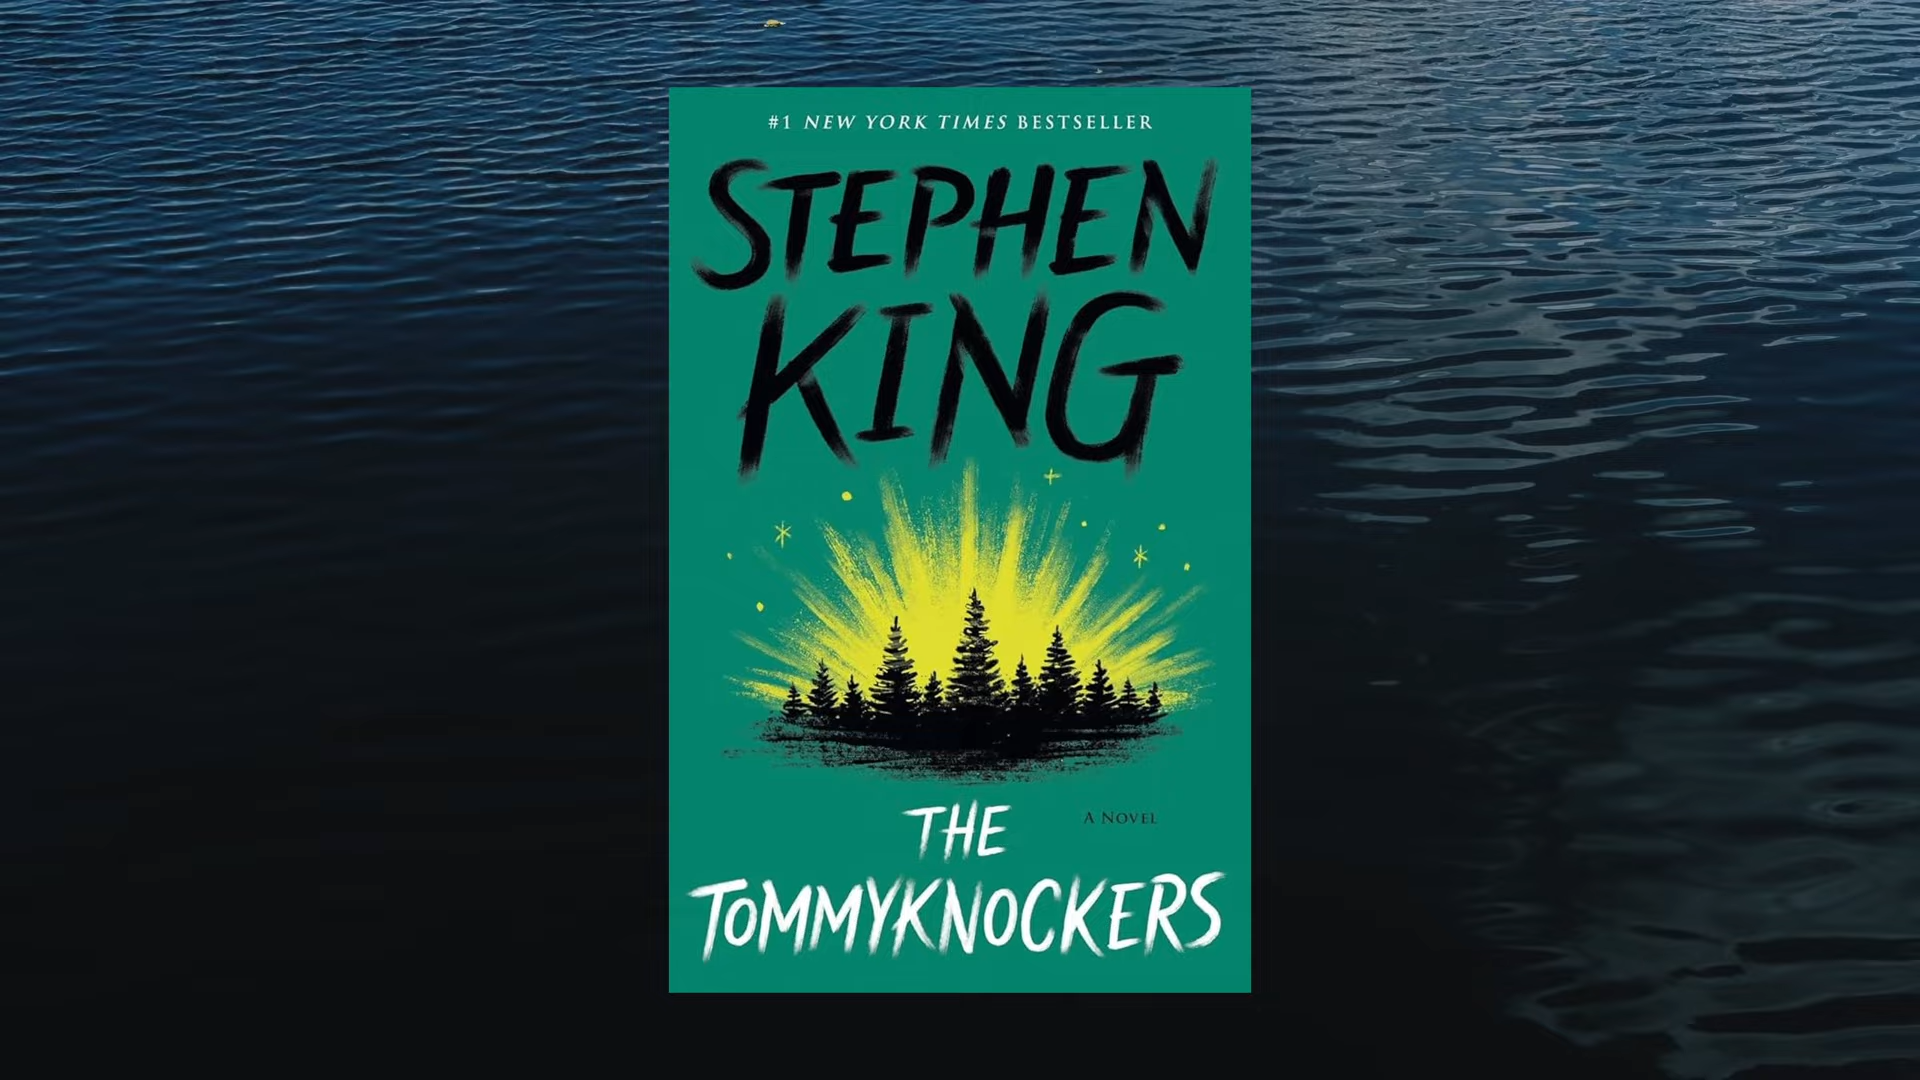 #1 NEW YORK TIMES BESTSELLER
STEPHEN
KING
THE
A NOVEL
TOMMYKNOCKERS